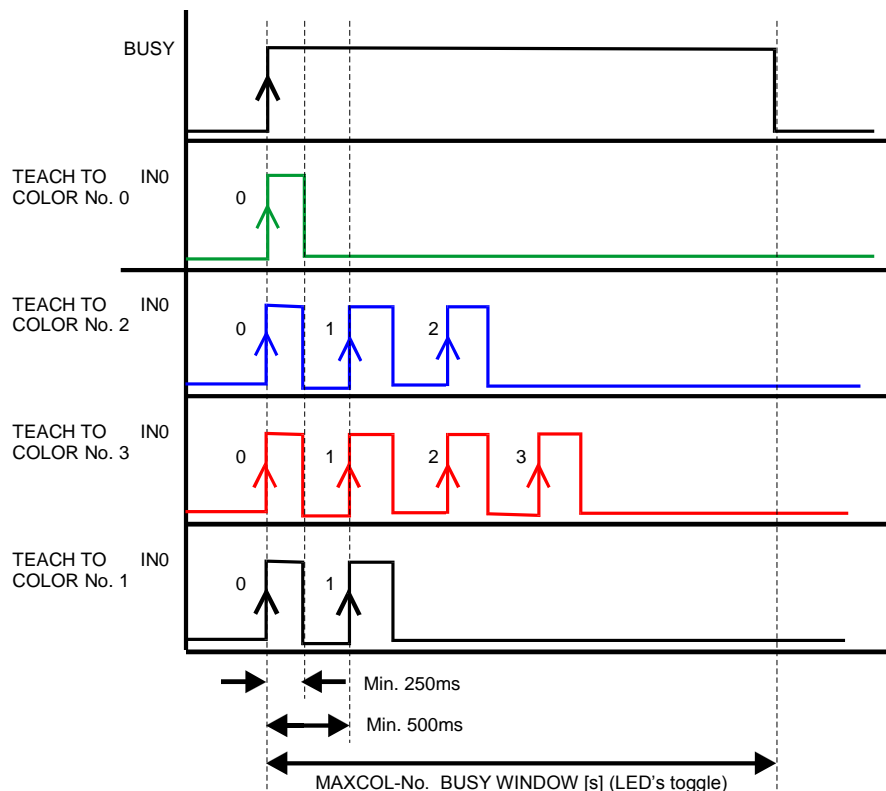 BUSY
TEACH TO IN0
COLOR No. 0
0
TEACH TO IN0
COLOR No. 2
0 1 2
TEACH TO IN0
COLOR No. 3
0 1 2 3
TEACH TO IN0
COLOR No. 1
0 1
Min. 250ms
Min. 500ms
MAXCOL-No. BUSY WINDOW [s] (LED's toggle)